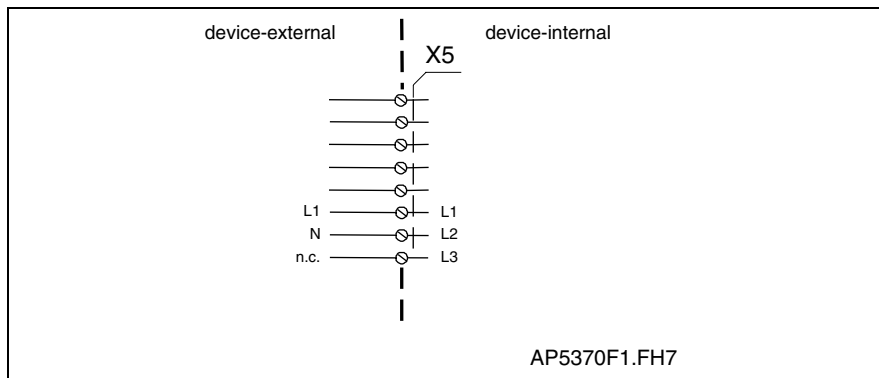 device-external device-internal
X5
L1 L1
N L2
n.c. L3
AP5370F1.FH7